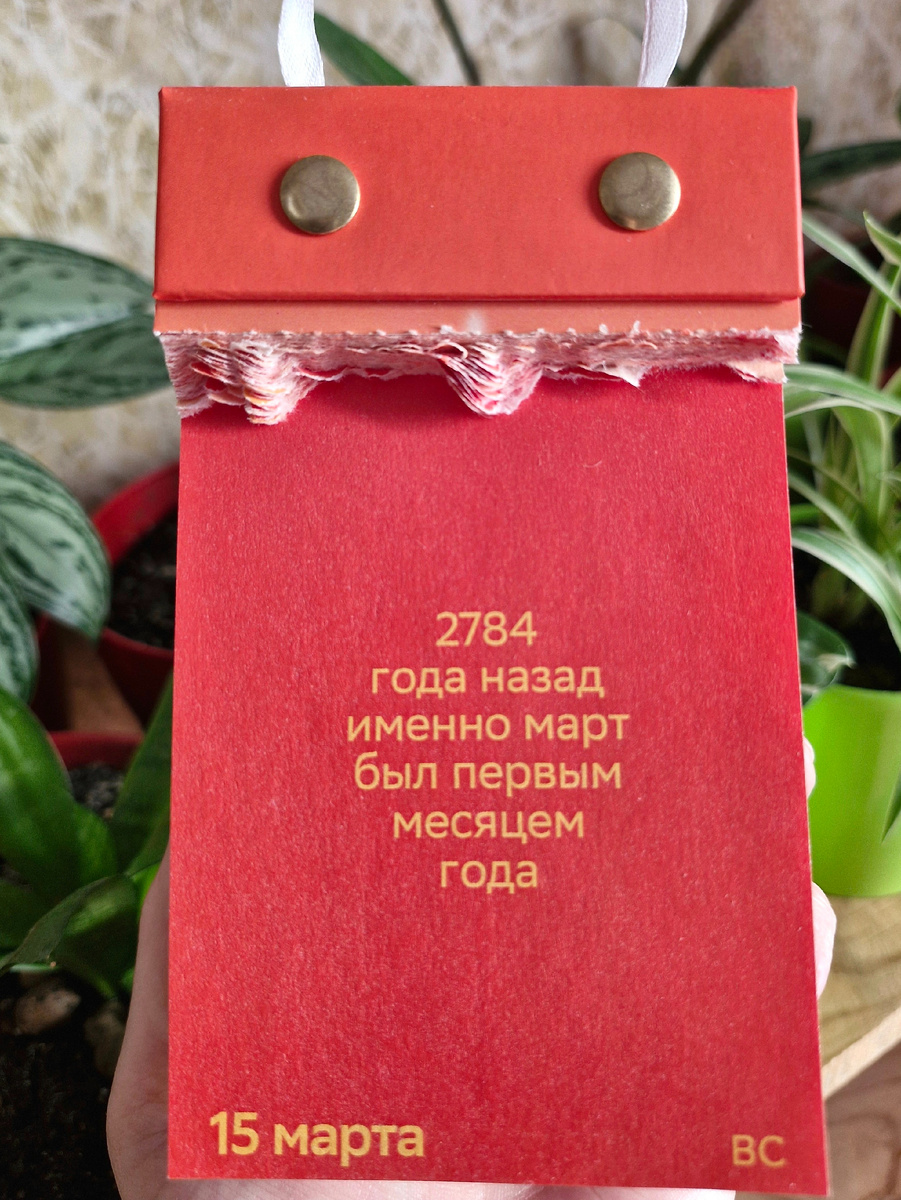 2784
года назад
именно март
был первым
месяцем
года
15 марта
вс